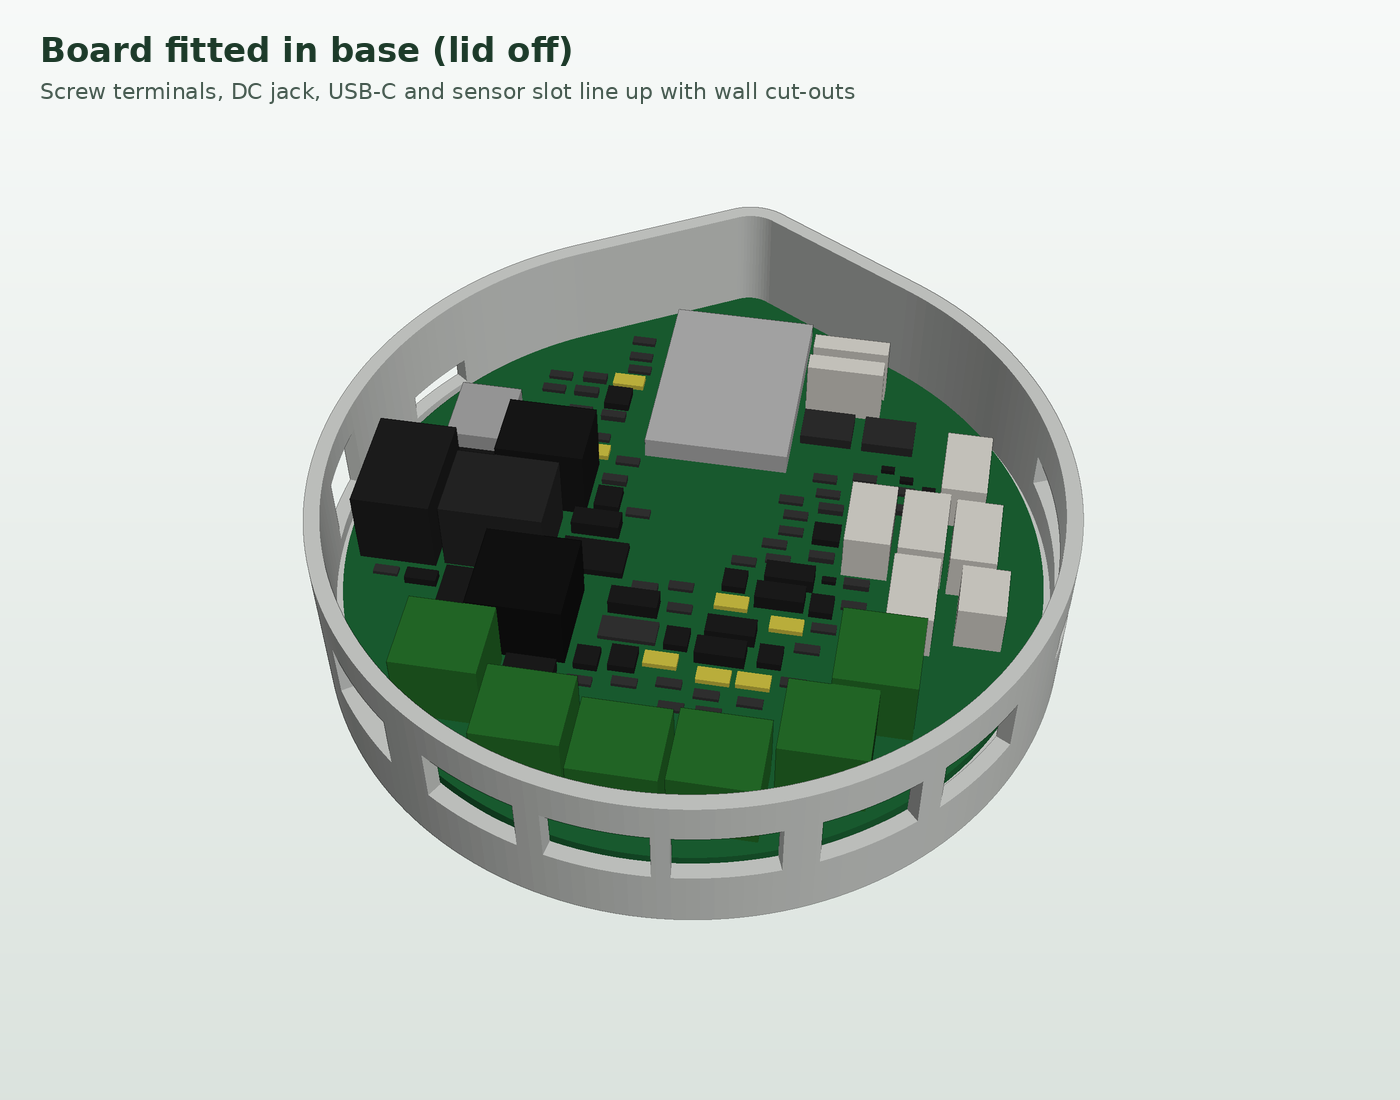 Board fitted in base (lid off)
Screw terminals, DC jack, USB-C and sensor slot line up with wall cut-outs